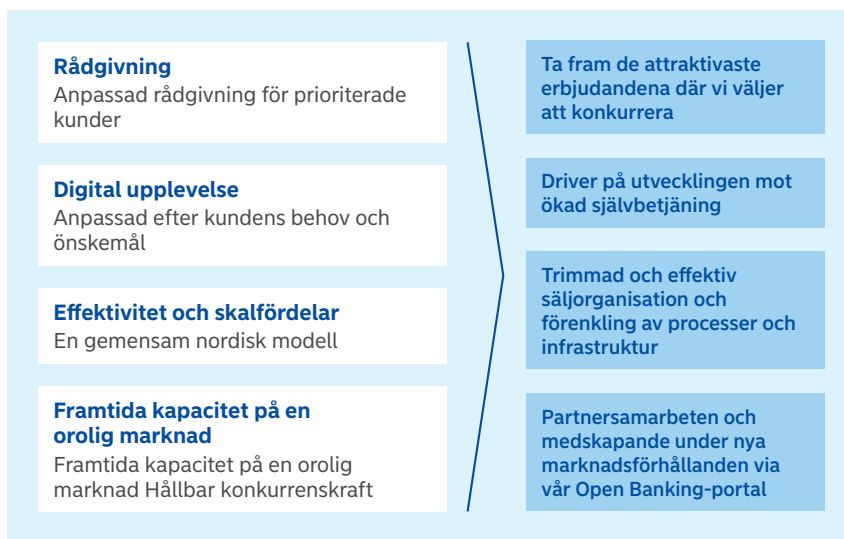 Rådgivning
Anpassad rådgivning för prioriterade
kunder
Digital upplevelse
Anpassad efter kundens behov och
önskemål
Effektivitet och skalfördelar
En gemensam nordisk modell
Framtida kapacitet på en
orolig marknad
Framtida kapacitet på en orolig
marknad Hållbar konkurrenskraft
Ta fram de attraktivaste
erbjudandena där vi väljer
att konkurrera
Driver på utvecklingen mot
ökad självbetjäning
Trimmad och effektiv
säljorganisation och
förenkling av processer och
infrastruktur
Partnersamarbeten och
medskapande under nya
marknadsförhållanden via
vår Open Banking-portal